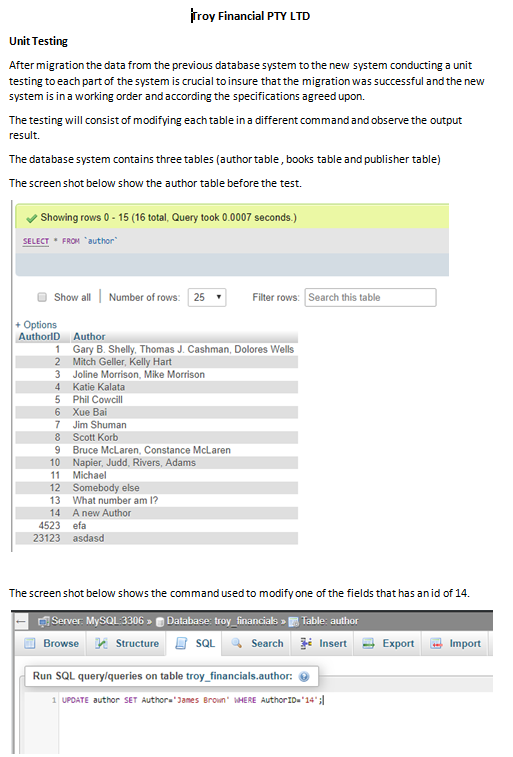 Troy Financial PTY LTD
Unit Testing
After migration the data from the previous database system to the new system conducting a unit
testing to each part of the system is crucial to insure that the migration was successful and the new
system is in a working order and according the specifications agreed upon.
The testing will consist of modifying each table in a different command and observe the output
result.
The database system contains three tables (author table , books table and publisher table)
The screen shot below show the author table before the test.
Showing rows 0 - 15 (16 total, Query took 0.0007 seconds.)
SELECT * FROM `author`
Show all | Number of rows: 25 Filter rows: Search this table
+ Options
AuthorID Author
1 Gary B. Shelly, Thomas J. Cashman, Dolores Wells
2 Mitch Geller, Kelly Hart
3 Joline Morrison, Mike Morrison
4 Katie Kalata
5 Phil Cowcill
6 Xue Bai
7 Jim Shuman
8 Scott Korb
9 Bruce McLaren, Constance McLaren
10 Napier, Judd, Rivers, Adams
11 Michael
12 Somebody else
13 What number am I?
14 A new Author
4523 efa
23123 asdasd
The screen shot below shows the command used to modify one of the fields that has an id of 14.
Server: MySQL:3306 » Database: troy_financials » Table: author
Browse Structure SQL Search Insert Export Import
Run SQL query/queries on table troy_financials.author:
1 UPDATE author SET Author='James Brown' WHERE AuthorID='14';